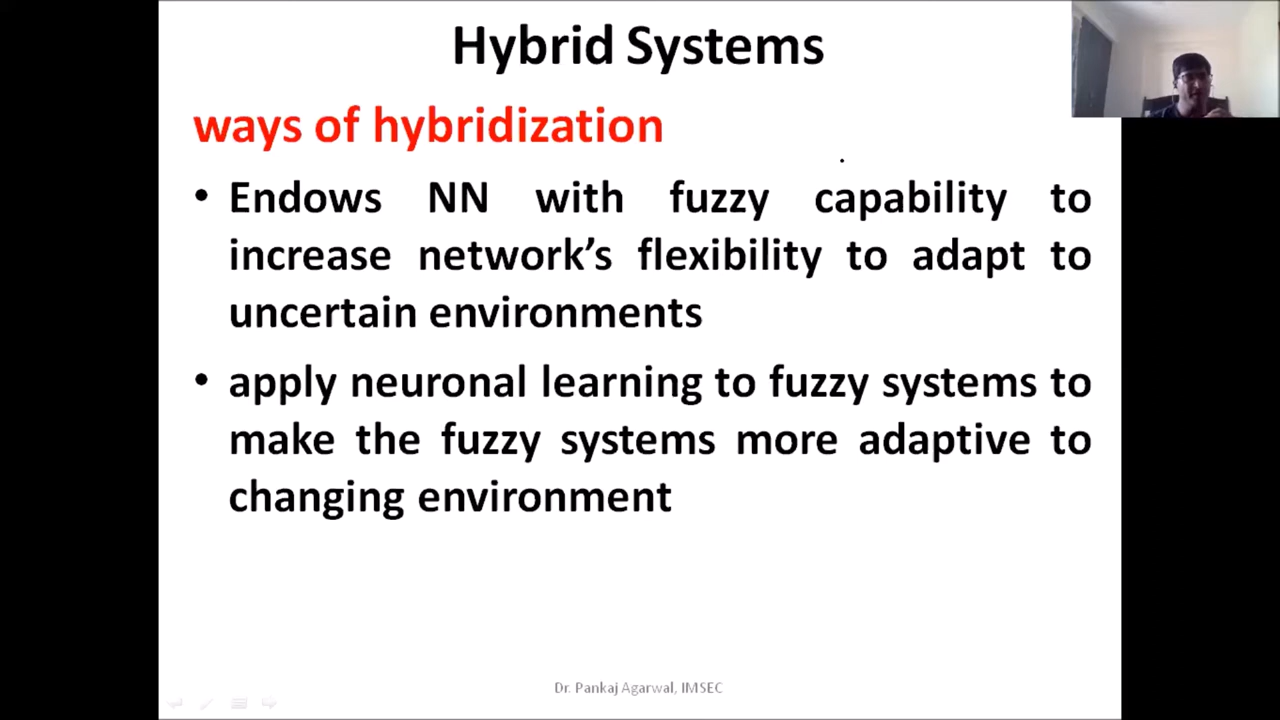 Hybrid Systems
ways of hybridization
• Endows NN with fuzzy capability to
increase network’s flexibility to adapt to
uncertain environments
• apply neuronal learning to fuzzy systems to
make the fuzzy systems more adaptive to
changing environment
Dr. Pankaj Agarwal, IMSEC